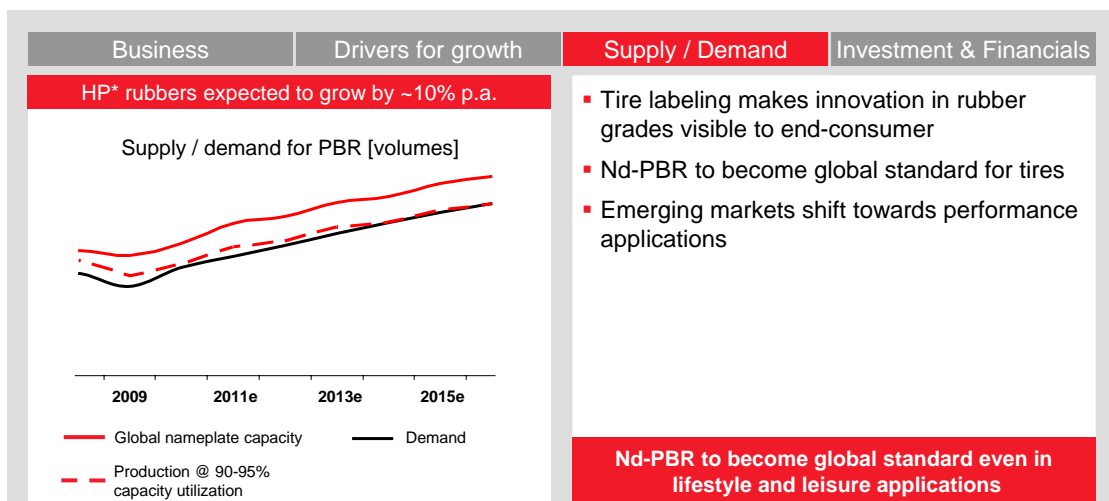 Business
Drivers for growth
Supply / Demand
Investment & Financials
HP* rubbers expected to grow by ~10% p.a.
Supply / demand for PBR [volumes]
2009
2011e
2013e
2015e
Global nameplate capacity
Demand
Production @ 90-95%
capacity utilization
▪ Tire labeling makes innovation in rubber
grades visible to end-consumer
▪ Nd-PBR to become global standard for tires
▪ Emerging markets shift towards performance
applications
Nd-PBR to become global standard even in
lifestyle and leisure applications